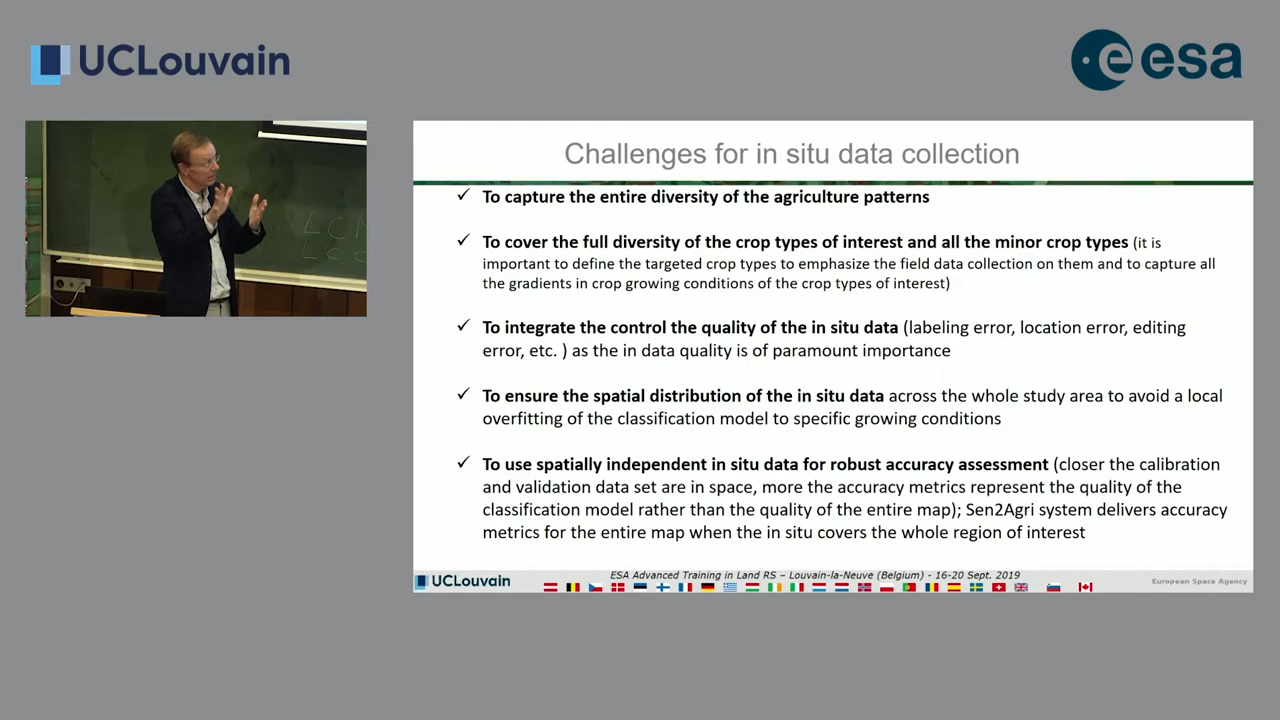 UCLouvain
esa
Challenges for in situ data collection
✓ To capture the entire diversity of the agriculture patterns
✓ To cover the full diversity of the crop types of interest and all the minor crop types (it is
important to define the targeted crop types to emphasize the field data collection on them and to capture all
the gradients in crop growing conditions of the crop types of interest)
✓ To integrate the control the quality of the in situ data (labeling error, location error, editing
error, etc. ) as the in data quality is of paramount importance
✓ To ensure the spatial distribution of the in situ data across the whole study area to avoid a local
overfitting of the classification model to specific growing conditions
✓ To use spatially independent in situ data for robust accuracy assessment (closer the calibration
and validation data set are in space, more the accuracy metrics represent the quality of the
classification model rather than the quality of the entire map); Sen2Agri system delivers accuracy
metrics for the entire map when the in situ covers the whole region of interest
UCLouvain
ESA Advanced Training in Land RS – Louvain-la-Neuve (Belgium) - 16-20 Sept. 2019
European Space Agency